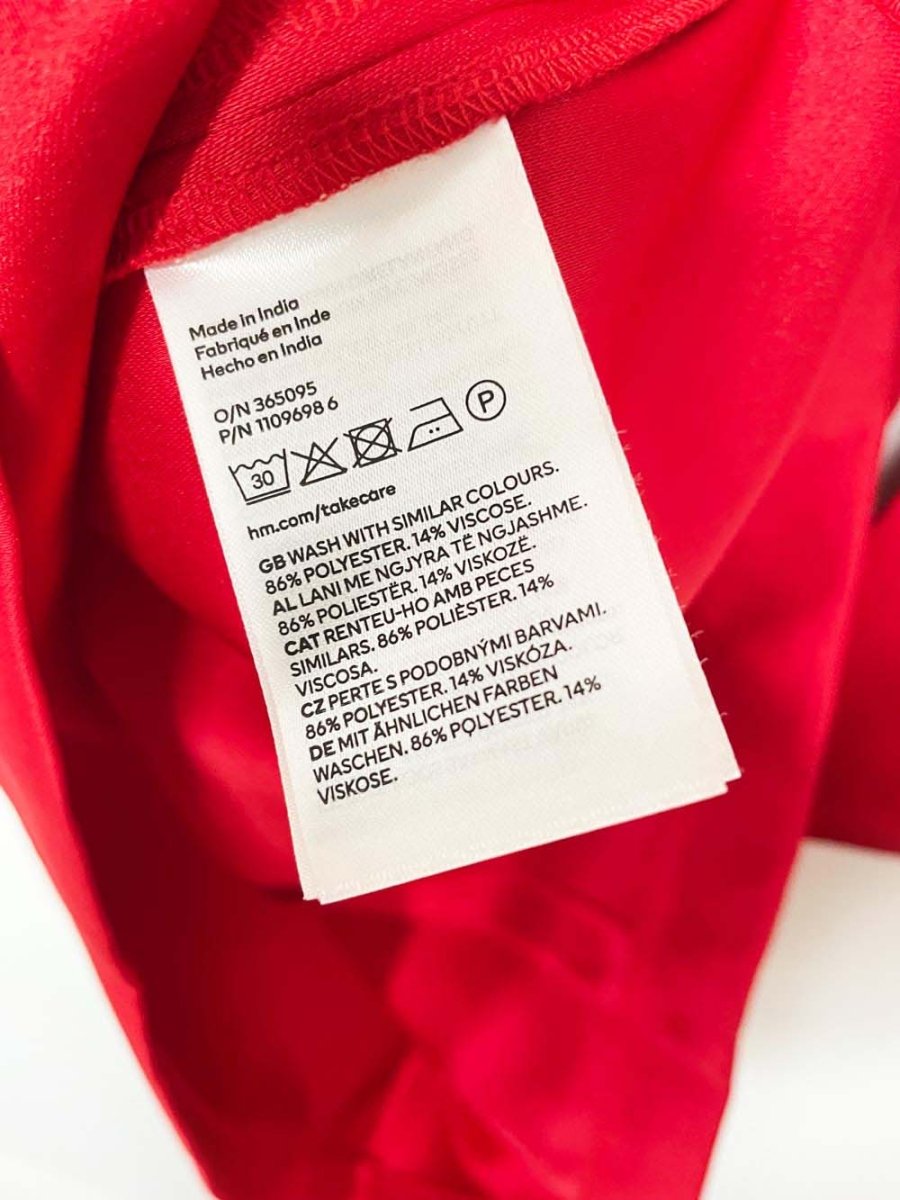 Made in India
Fabriqué en Inde
Hecho en India
O/N 365095
P/N 1109698 6
30
P
hm.com/takecare
GB WASH WITH SIMILAR COLOURS.
86% POLYESTER. 14% VISCOSE.
AL LANI ME NGJYRA TË NGJASHME.
86% POLIESTËR. 14% VISKOZË.
CAT RENTEU-HO AMB PECES
SIMILARS. 86% POLIÈSTER. 14%
VISCOSA.
CZ PERTE S PODOBNÝMI BARVAMI.
86% POLYESTER. 14% VISKÓZA.
DE MIT ÄHNLICHEN FARBEN
WASCHEN. 86% POLYESTER. 14%
VISKOSE.